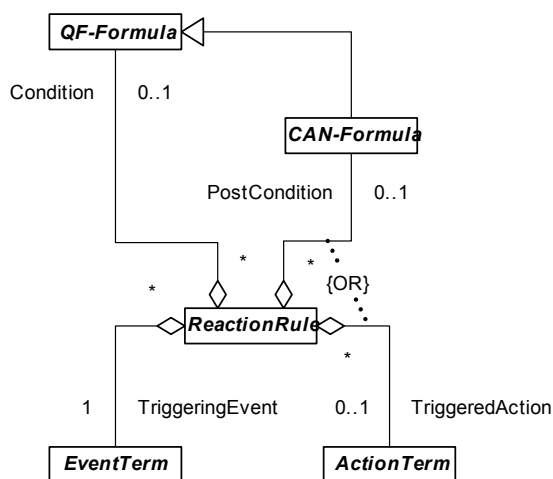 QF-Formula
Condition 0..1
CAN-Formula
PostCondition 0..1
* *
* {OR}
ReactionRule
*
1 TriggeringEvent 0..1 TriggeredAction
EventTerm ActionTerm